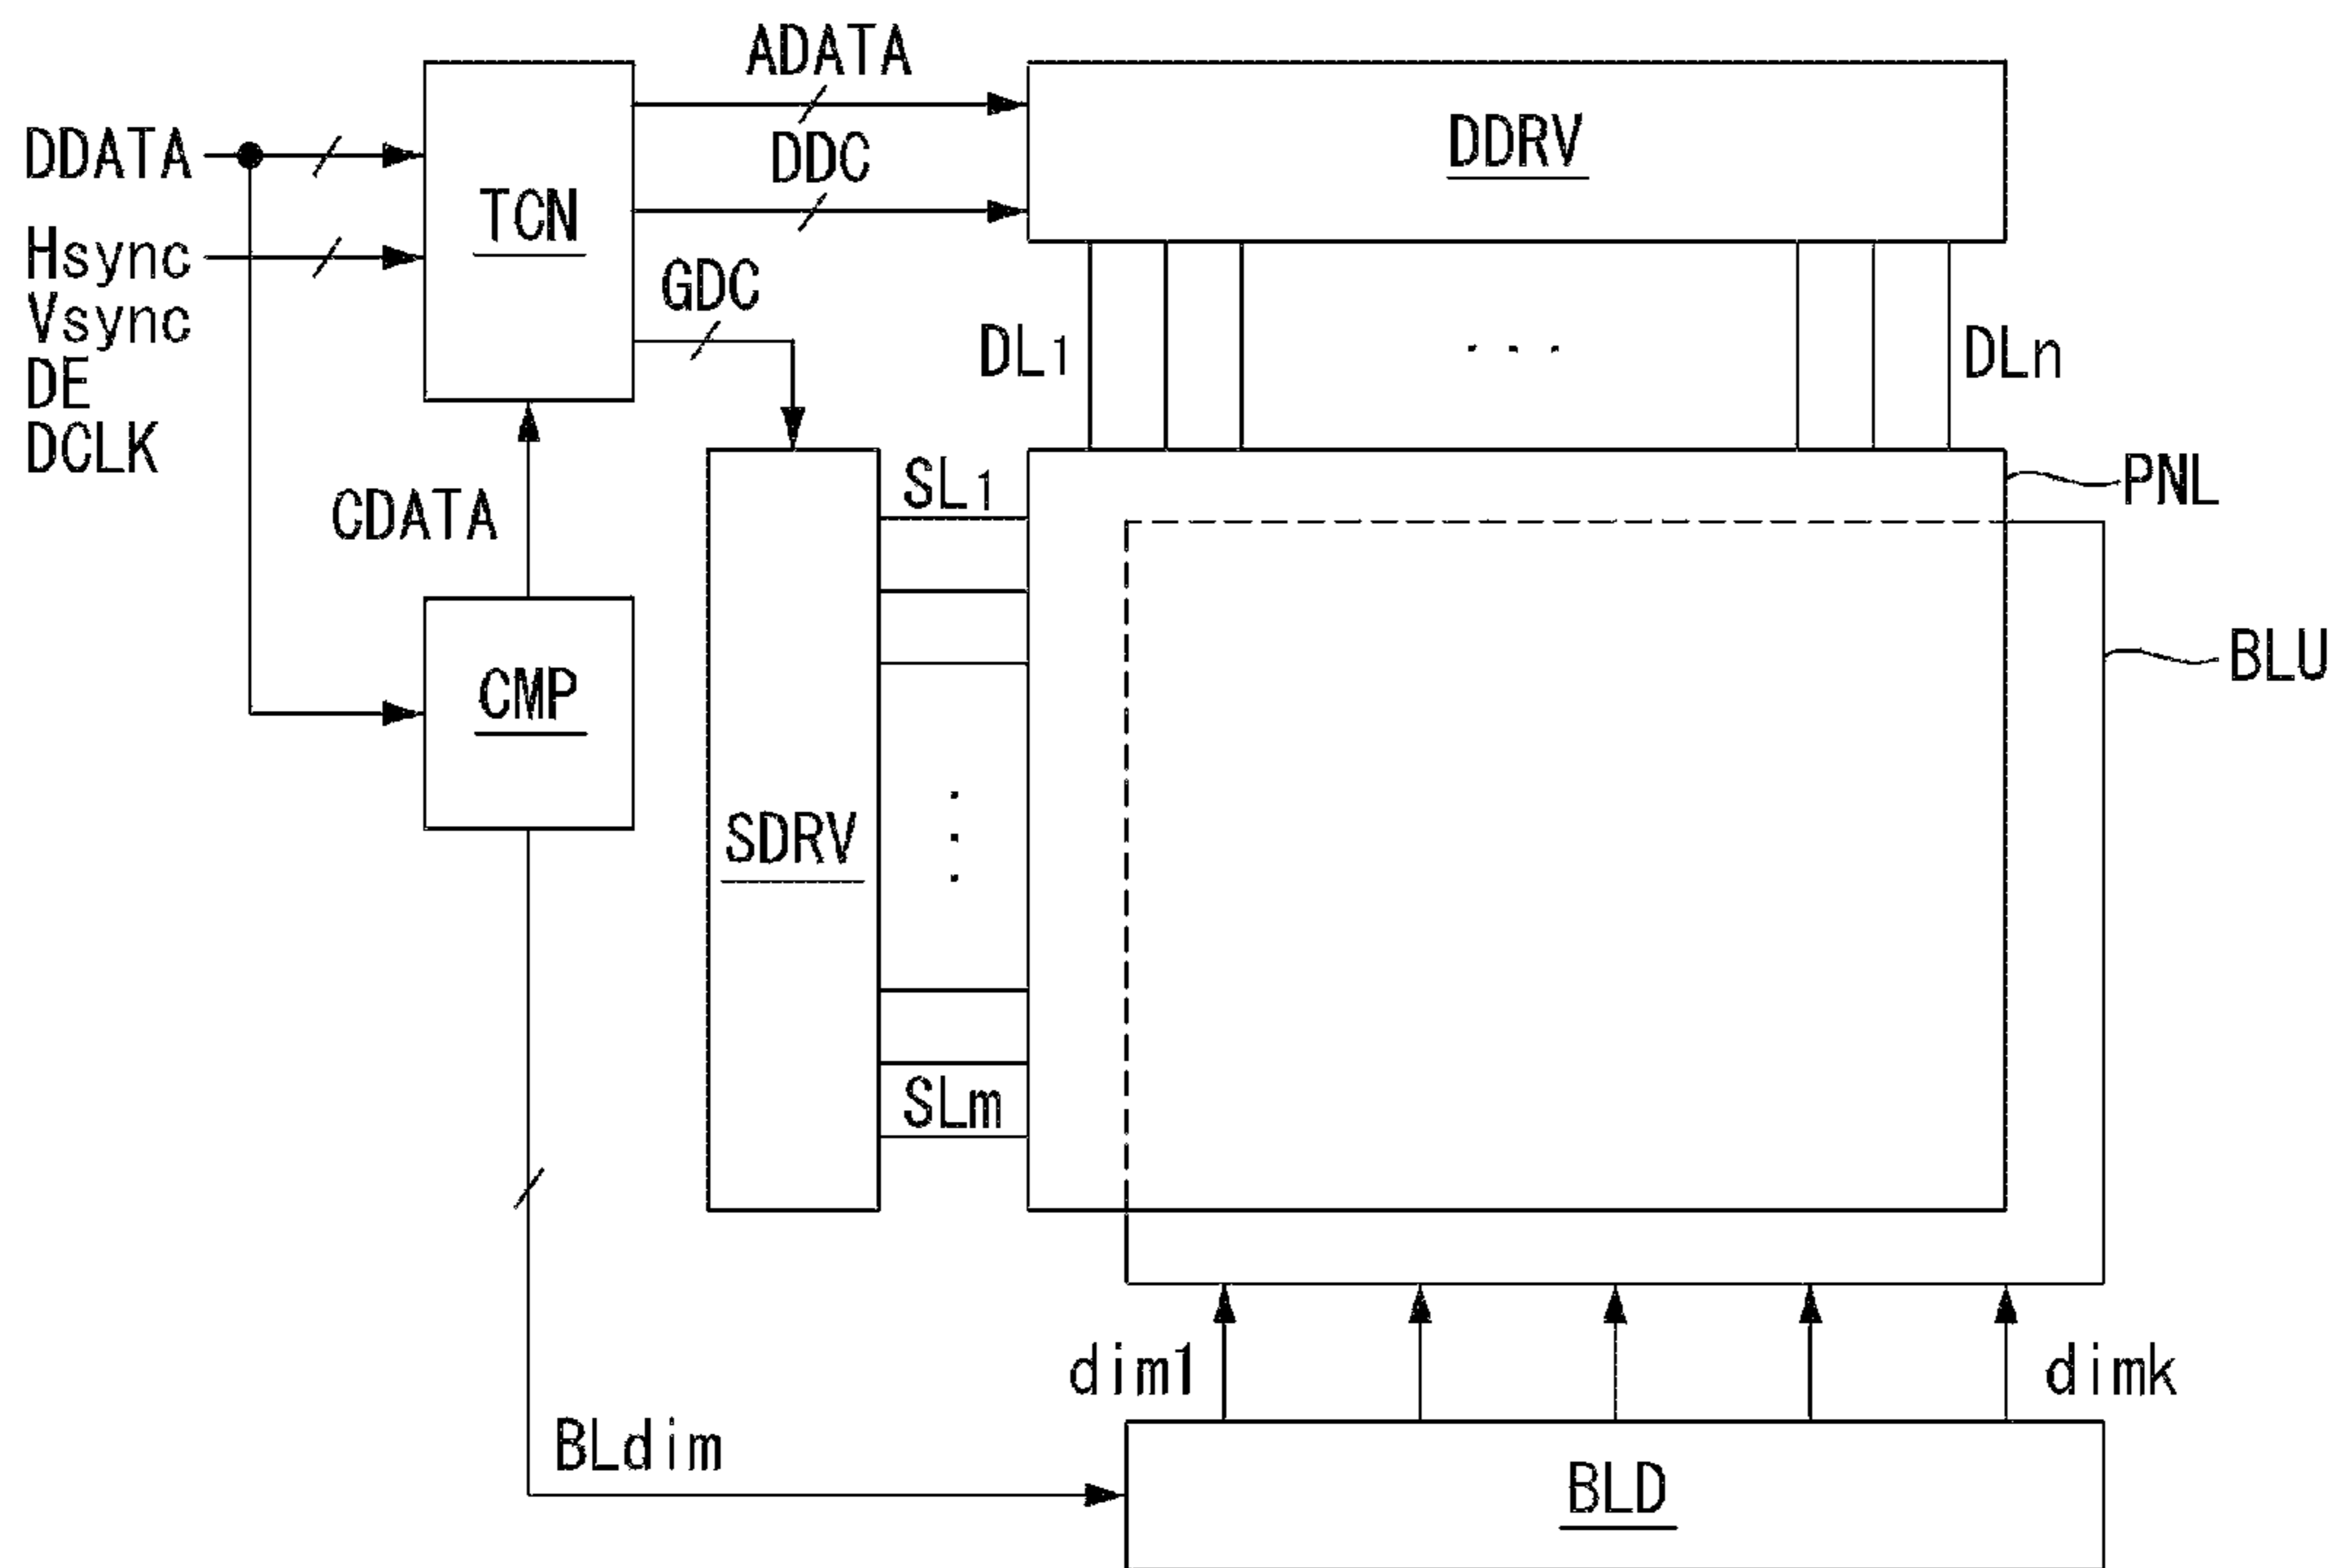 ADATA
DDATA
DDC
DDRV
TCN
Hsync
Vsync
DE
DCLK
GDC
DL1
...
DLn
CDATA
SL1
PNL
CMP
BLU
SDRV
SLm
dim1
dimk
BLdim
BLD